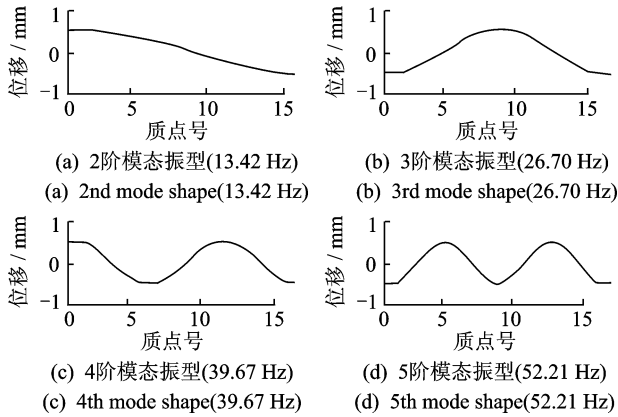 位移 / mm
1
0
−1
0
5
10
15
质点号
(a) 2阶模态振型(13.42 Hz)
(a) 2nd mode shape(13.42 Hz)
位移 / mm
1
0
−1
0
5
10
15
质点号
(b) 3阶模态振型(26.70 Hz)
(b) 3rd mode shape(26.70 Hz)
位移 / mm
1
0
−1
0
5
10
15
质点号
(c) 4阶模态振型(39.67 Hz)
(c) 4th mode shape(39.67 Hz)
位移 / mm
1
0
−1
0
5
10
15
质点号
(d) 5阶模态振型(52.21 Hz)
(d) 5th mode shape(52.21 Hz)